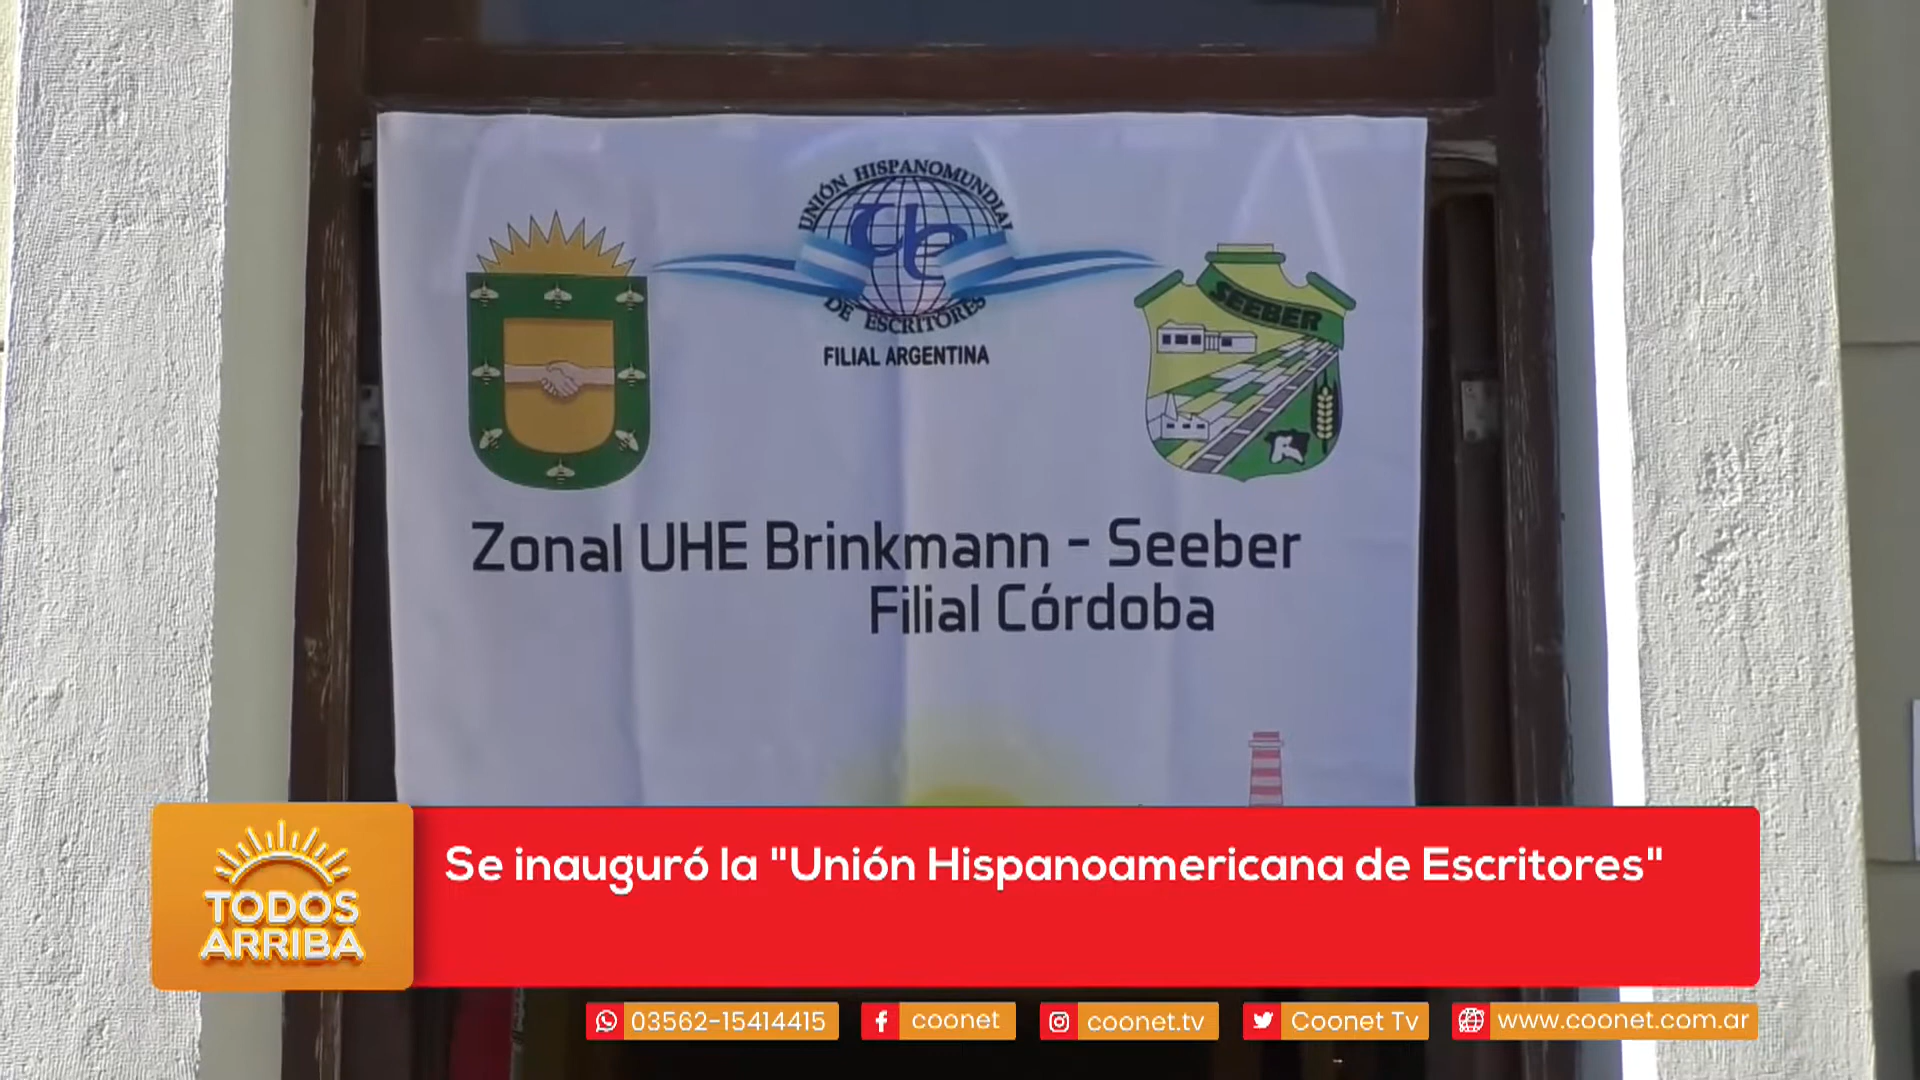 UNIÓN HISPANOMUNDIAL
UE
DE ESCRITORES
FILIAL ARGENTINA
SEEBER
Zonal UHE Brinkmann - Seeber
Filial Córdoba
TODOS
ARRIBA
Se inauguró la "Unión Hispanoamericana de Escritores"
03562-15414415
coonet
coonet.tv
Coonet Tv
www.coonet.com.ar